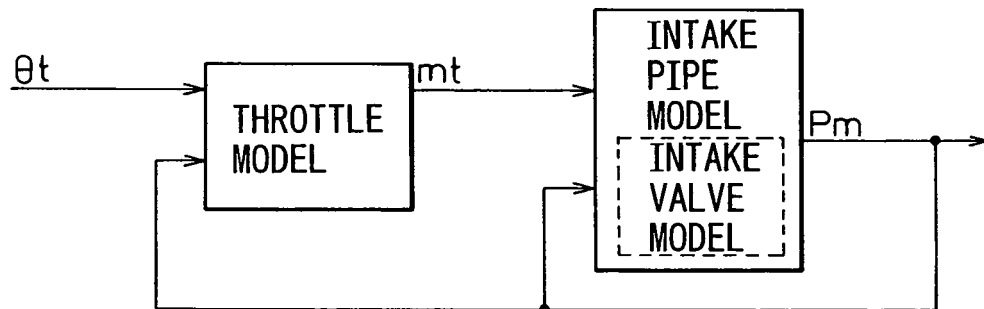 θt
THROTTLE
MODEL
mt
INTAKE
PIPE
MODEL
INTAKE
VALVE
MODEL
Pm